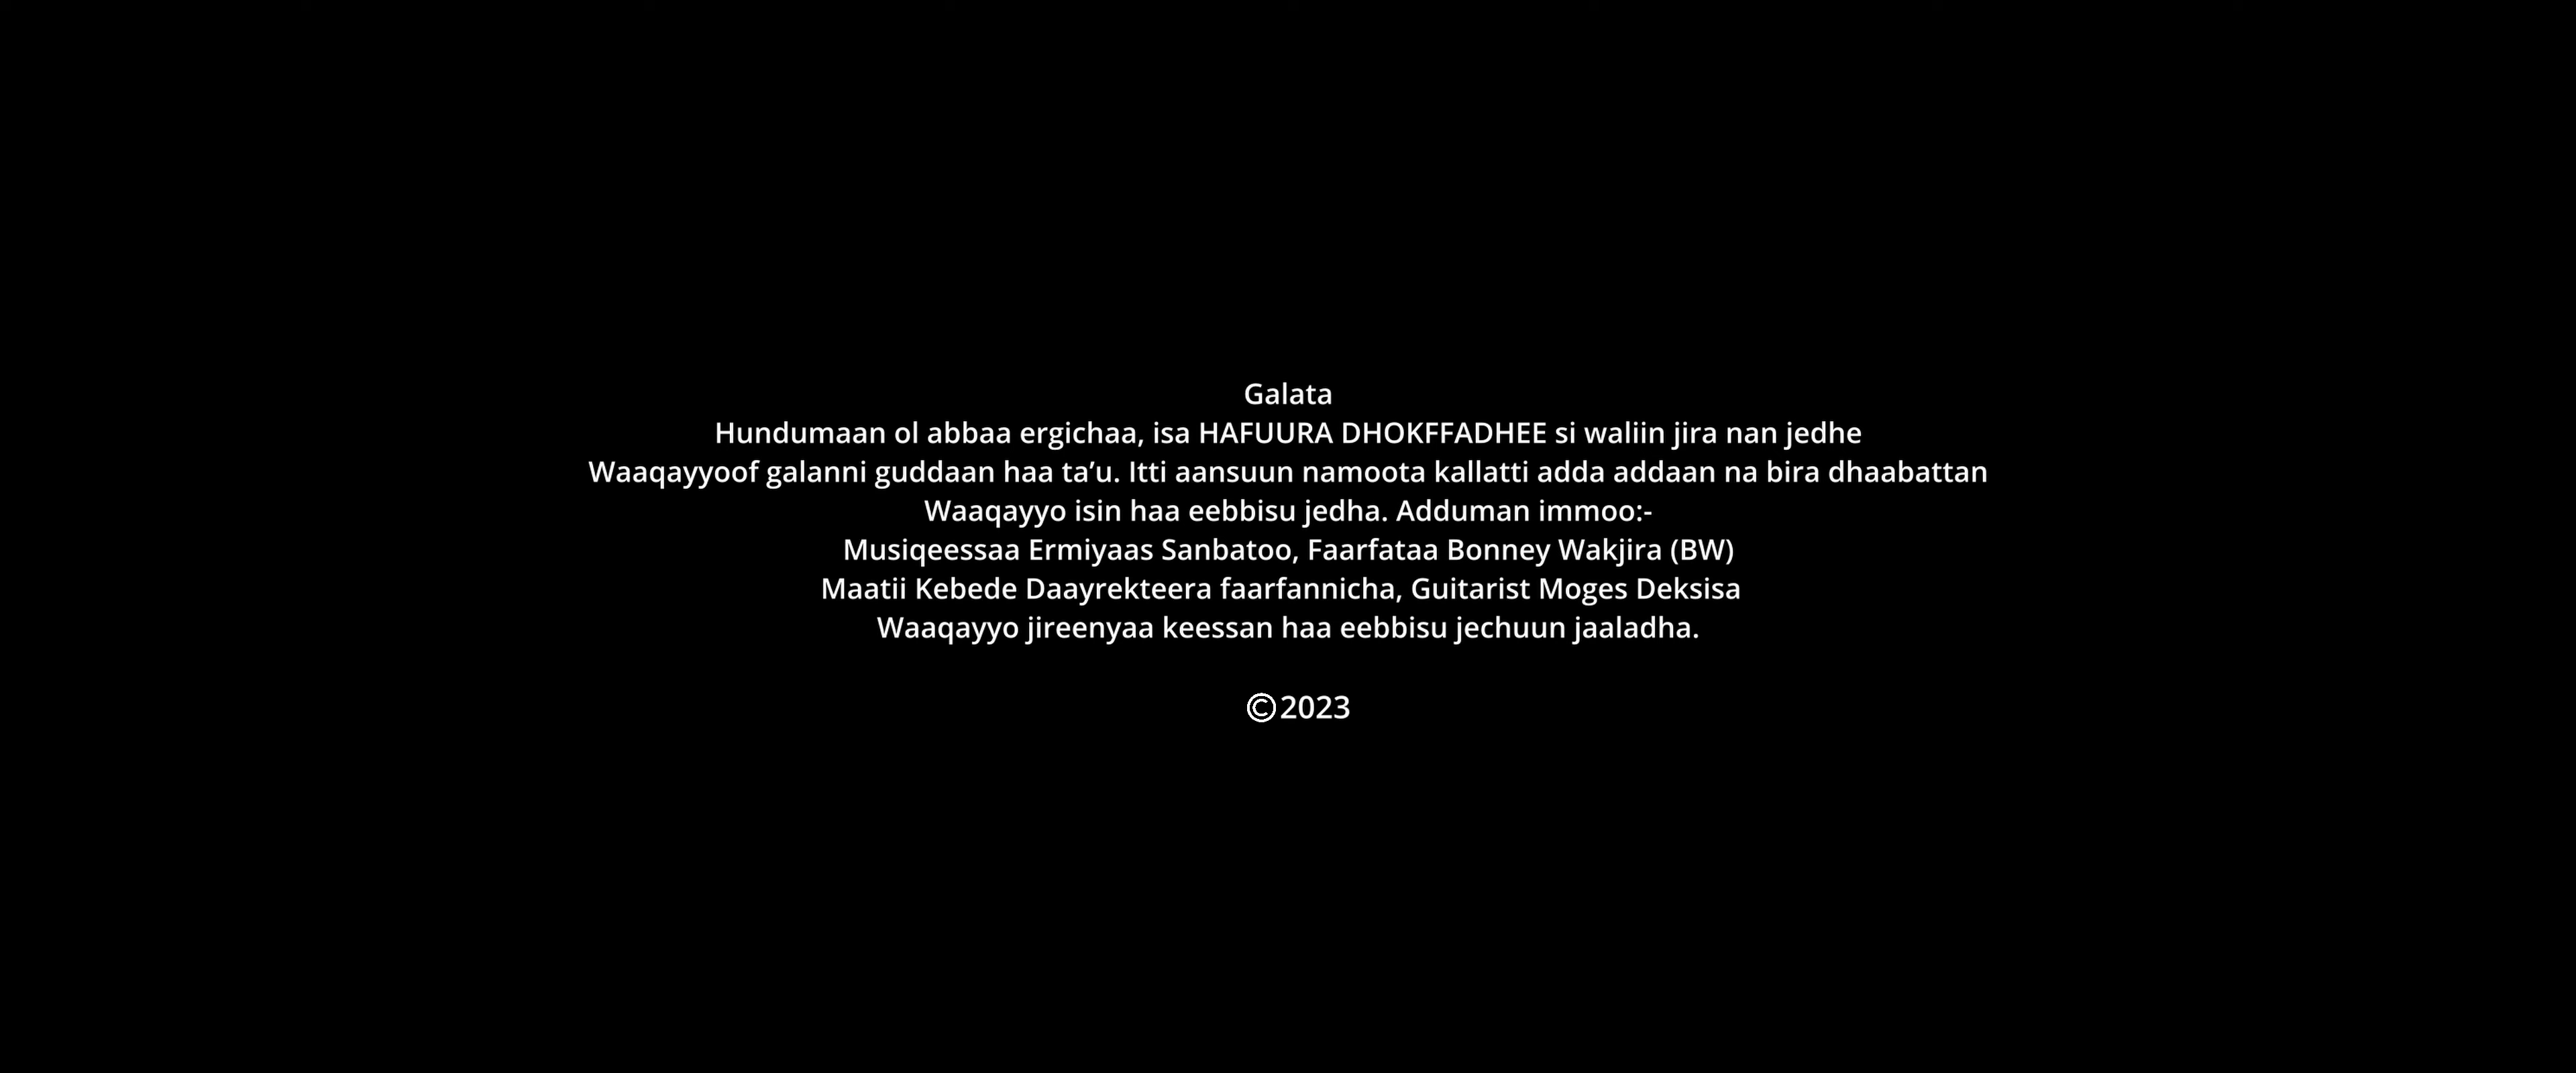 Galata
Hundumaan ol abbaa ergichaa, isa HAFUURA DHOKFFADHEE si waliin jira nan jedhe
Waaqayyoof galanni guddaan haa ta’u. Itti aansuun namoota kallatti adda addaan na bira dhaabattan
Waaqayyo isin haa eebbisu jedha. Adduman immoo:-
Musiqeessaa Ermiyaas Sanbatoo, Faarfataa Bonney Wakjira (BW)
Maatii Kebede Daayrekteera faarfannicha, Guitarist Moges Deksisa
Waaqayyo jireenyaa keessan haa eebbisu jechuun jaaladha.
©2023